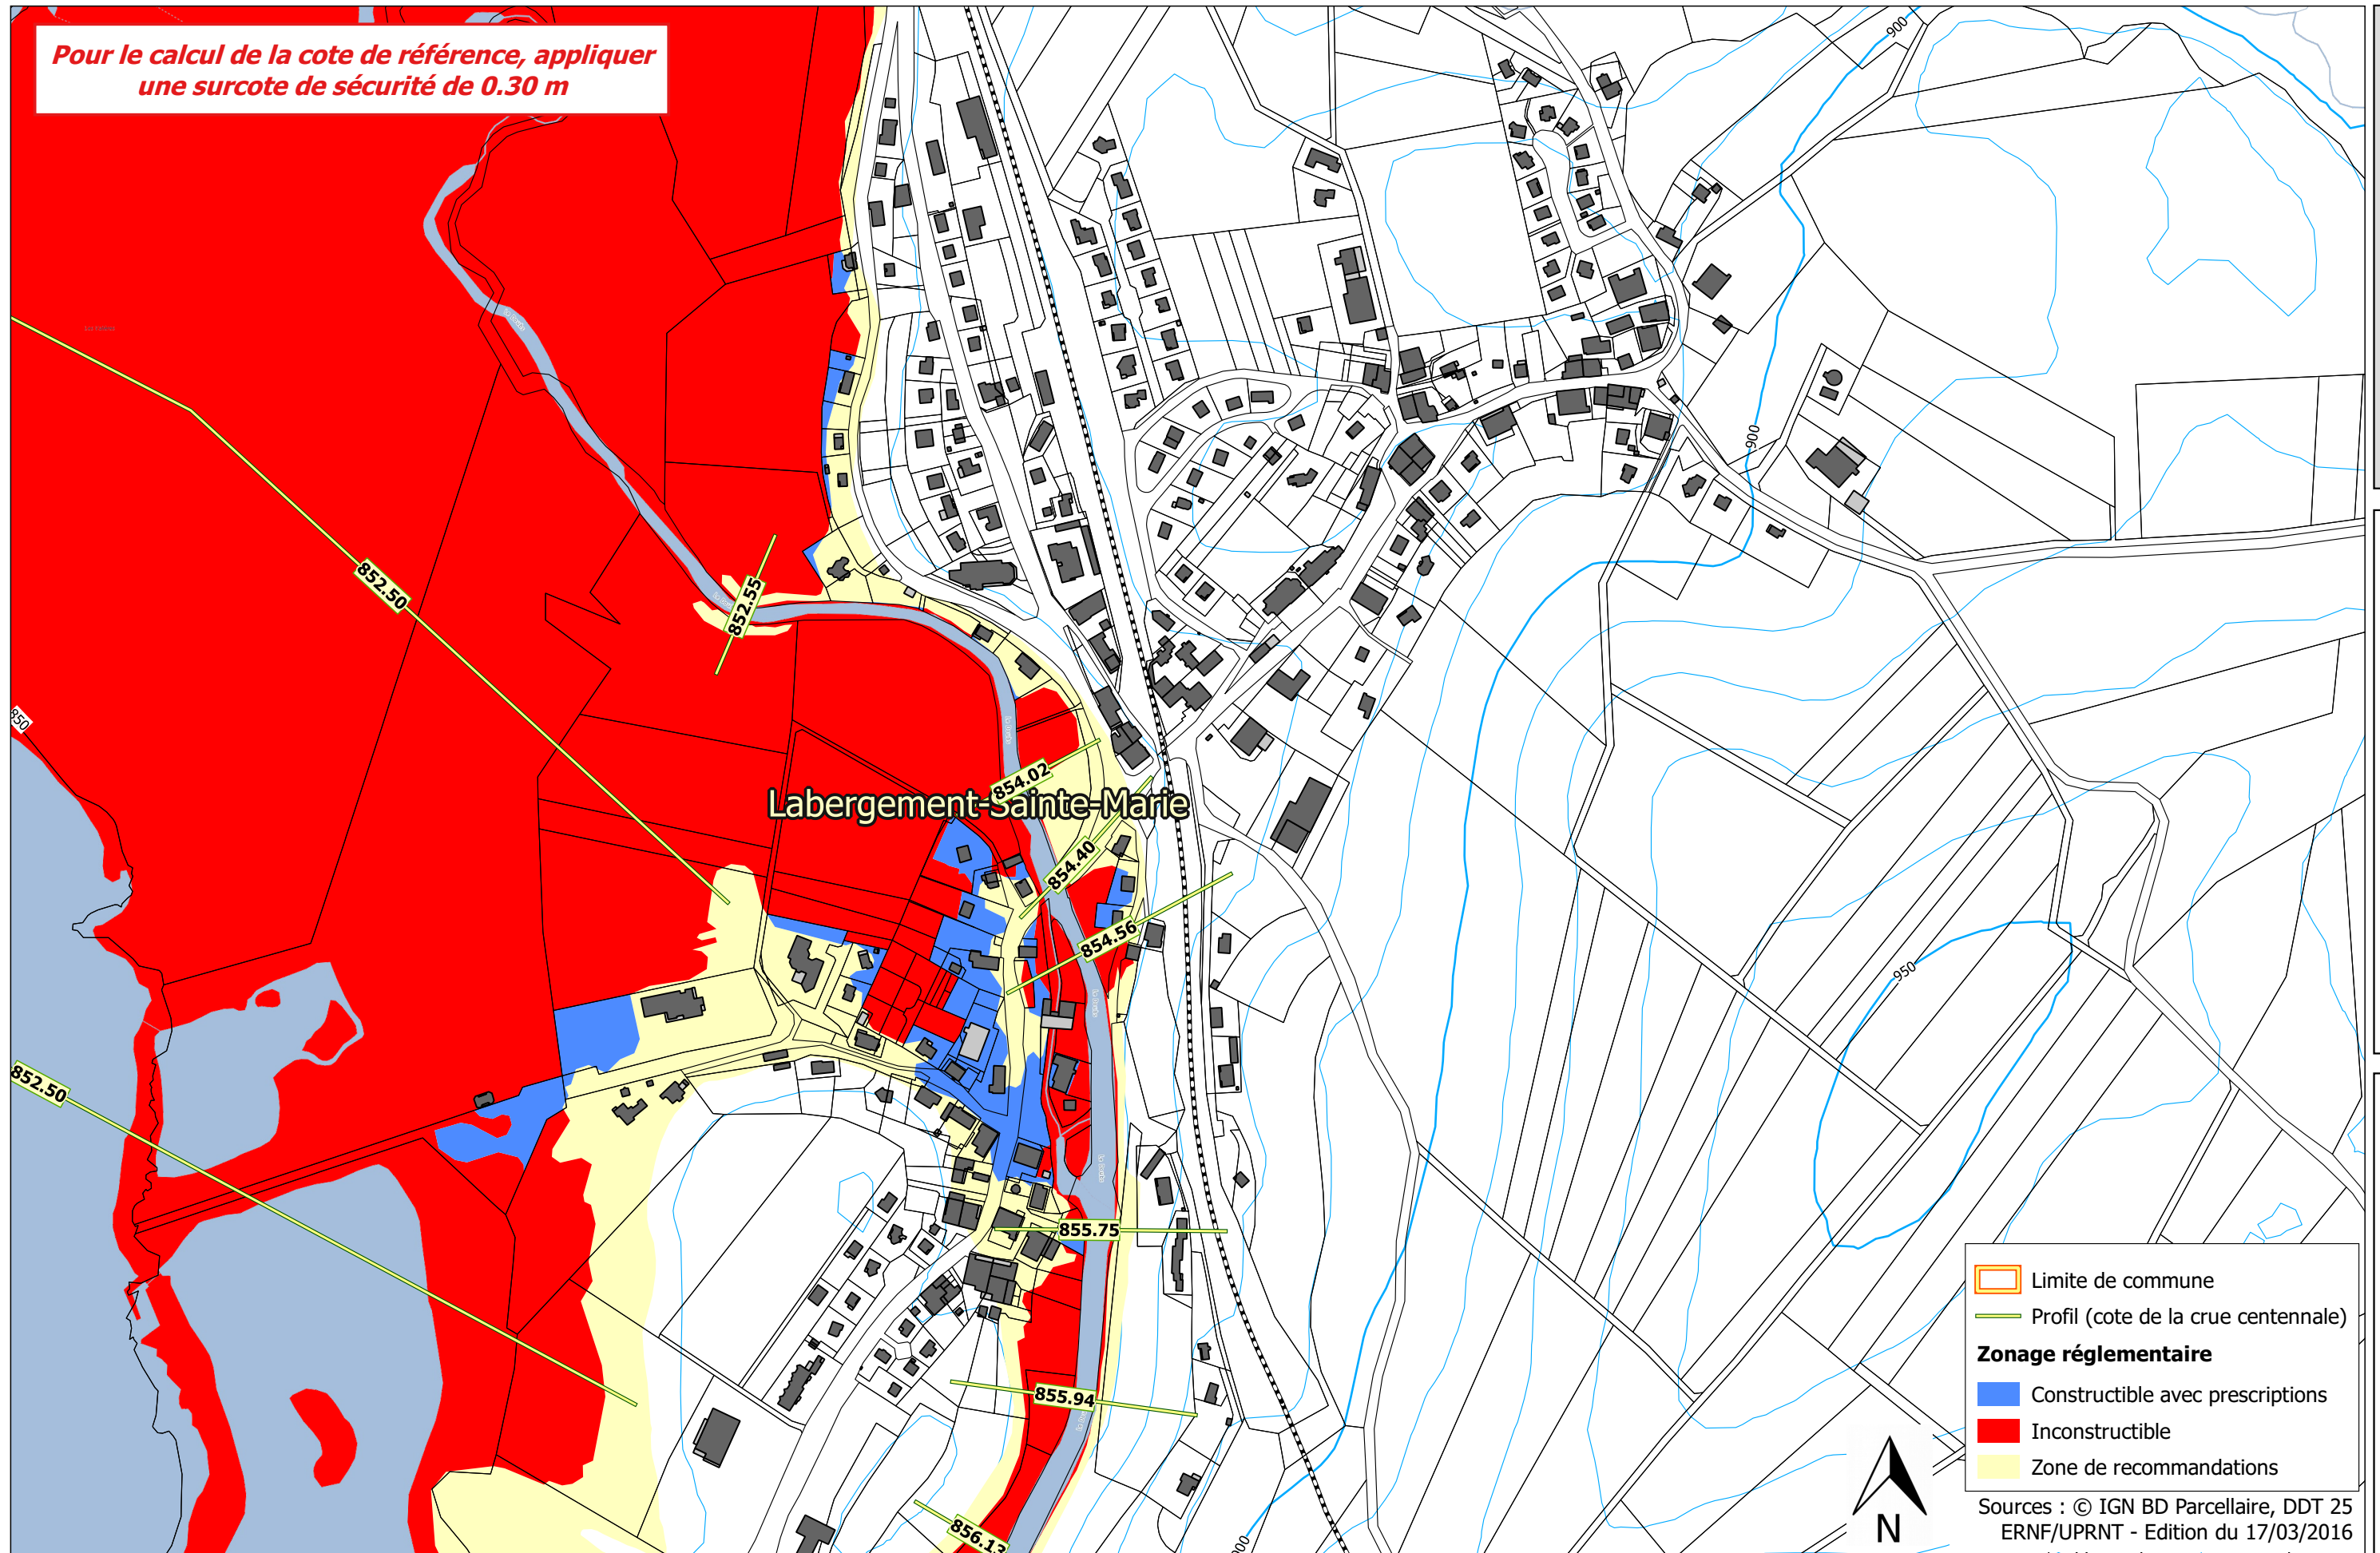 Pour le calcul de la cote de référence, appliquer
une surcote de sécurité de 0.30 m
900
852.50
852.55
900
850
854.02
Labergement-Sainte-Marie
854.40
854.56
950
852.50
855.75
855.94
856.13
900
Limite de commune
Profil (cote de la crue centennale)
Zonage réglementaire
Constructible avec prescriptions
Inconstructible
Zone de recommandations
N
Sources : © IGN BD Parcellaire, DDT 25
ERNF/UPRNT - Edition du 17/03/2016